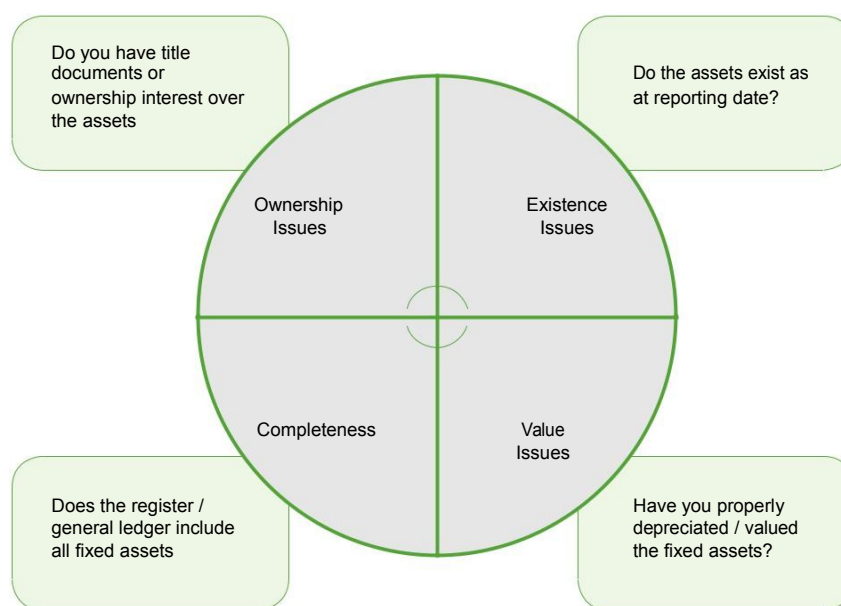 Do you have title
documents or
ownership interest over
the assets
Do the assets exist as
at reporting date?
Ownership
Issues
Existence
Issues
Completeness
Value
Issues
Does the register /
general ledger include
all fixed assets
Have you properly
depreciated / valued
the fixed assets?